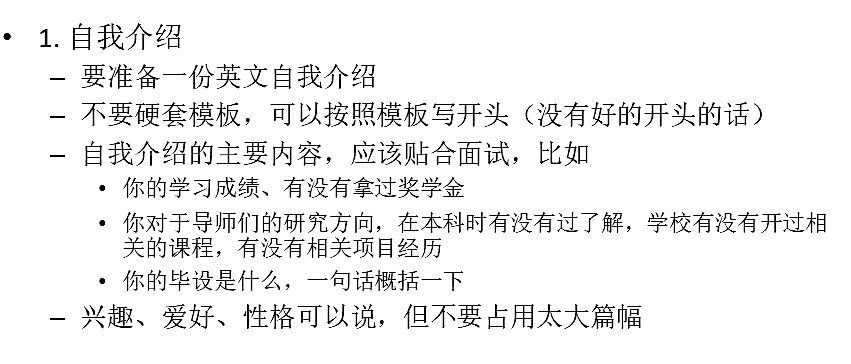 • 1. 自我介绍
– 要准备一份英文自我介绍
– 不要硬套模板，可以按照模板写开头（没有好的开头的话）
– 自我介绍的主要内容，应该贴合面试，比如
• 你的学习成绩、有没有拿过奖学金
• 你对于导师们的研究方向，在本科时有没有过了解，学校有没有开过相
关的课程，有没有相关项目经历
• 你的毕设是什么，一句话概括一下
– 兴趣、爱好、性格可以说，但不要占用太大篇幅